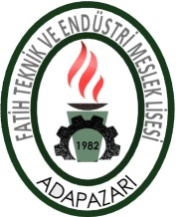 FATİH TEKNİK VE ENDÜSTRİ MESLEK LİSESİ
1982
ADAPAZARI